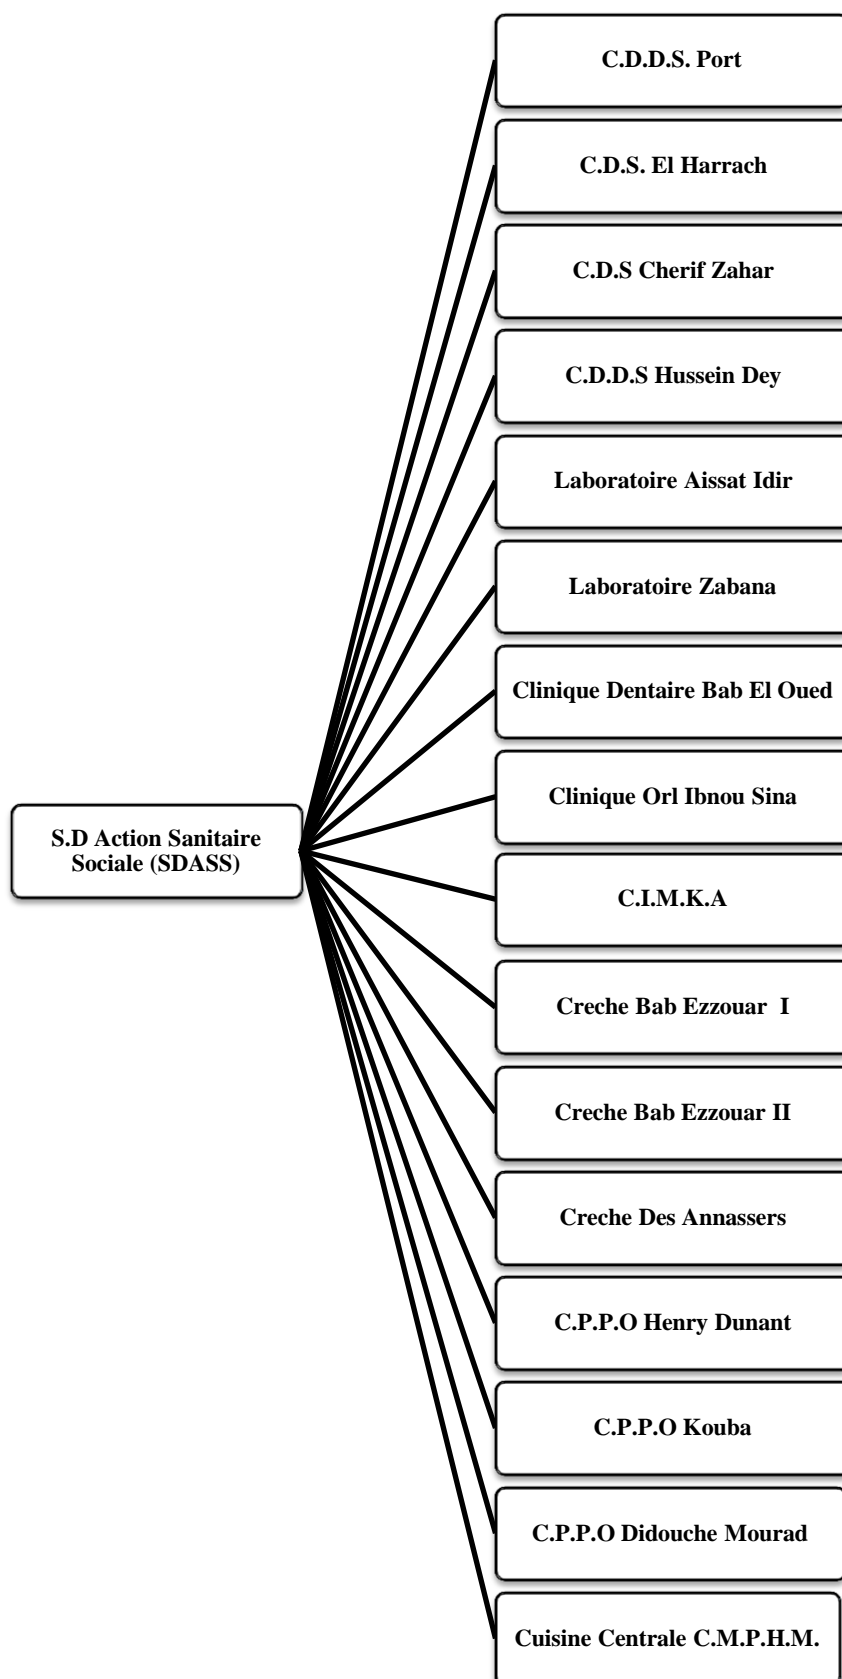 C.D.D.S. Port
C.D.S. El Harrach
C.D.S Cherif Zahar
C.D.D.S Hussein Dey
Laboratoire Aissat Idir
Laboratoire Zabana
Clinique Dentaire Bab El Oued
Clinique Orl Ibnou Sina
S.D Action Sanitaire
Sociale (SDASS)
C.I.M.K.A
Creche Bab Ezzouar I
Creche Bab Ezzouar II
Creche Des Annassers
C.P.P.O Henry Dunant
C.P.P.O Kouba
C.P.P.O Didouche Mourad
Cuisine Centrale C.M.P.H.M.